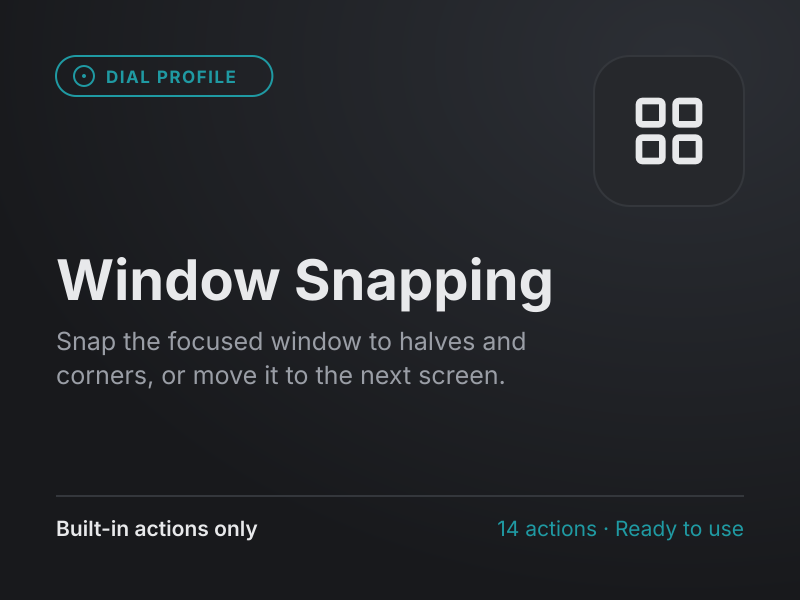 DIAL PROFILE
Window Snapping
Snap the focused window to halves and
corners, or move it to the next screen.
Built-in actions only
14 actions · Ready to use